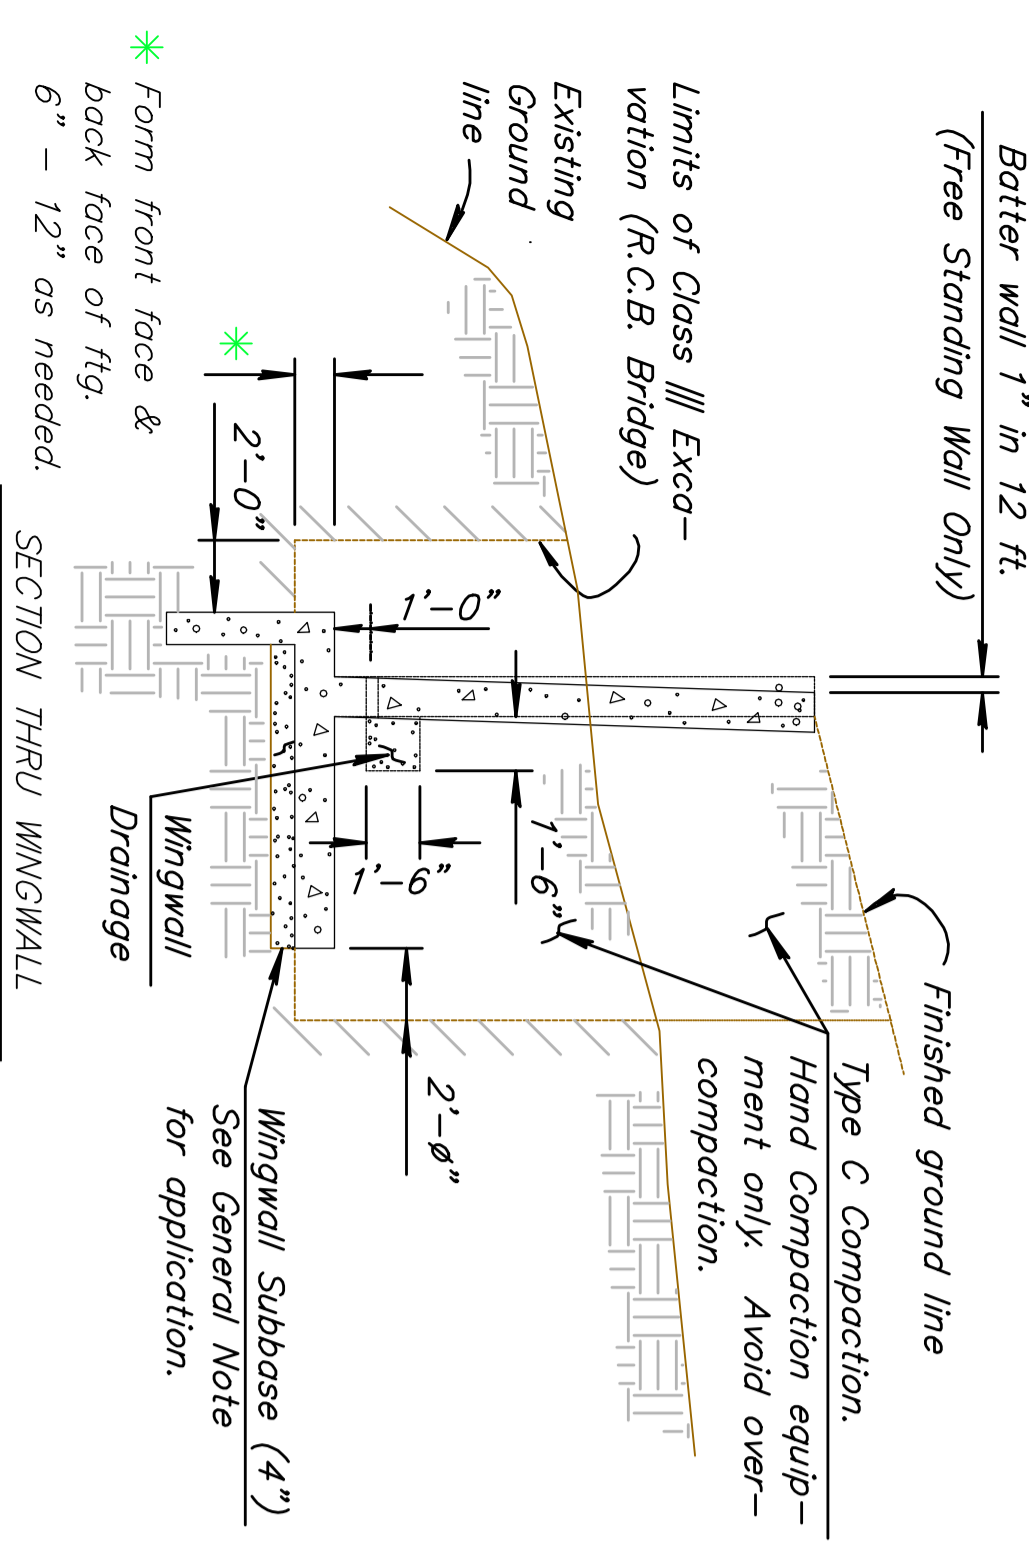 Batter wall 1" in 12 ft.
(Free Standing Wall Only)
Limits of Class III Exca-
vation (R.C.B. Bridge)
Existing
Ground
line
Finished ground line
Type C Compaction.
Hand Compaction equip-
ment only. Avoid over-
compaction.
1'-0"
1'-6"
1'-6"
2'-0"
2'-ø"
Wingwall
Drainage
Wingwall Subbase (4")
See General Note
for application.
* Form front face &
back face of ftg.
6" - 12" as needed.
*
SECTION THRU WINGWALL